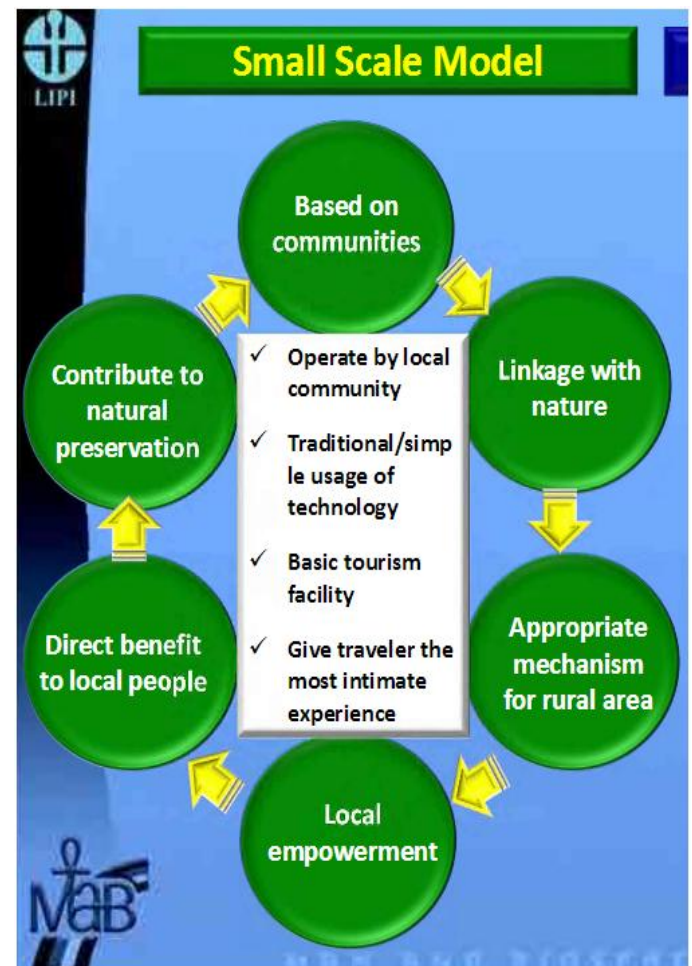 LIPI
Small Scale Model
Based on
communities
Linkage with
nature
Appropriate
mechanism
for rural area
Local
empowerment
Direct benefit
to local people
Contribute to
natural
preservation
✓ Operate by local
community
✓ Traditional/simp
le usage of
technology
✓ Basic tourism
facility
✓ Give traveler the
most intimate
experience
MaB